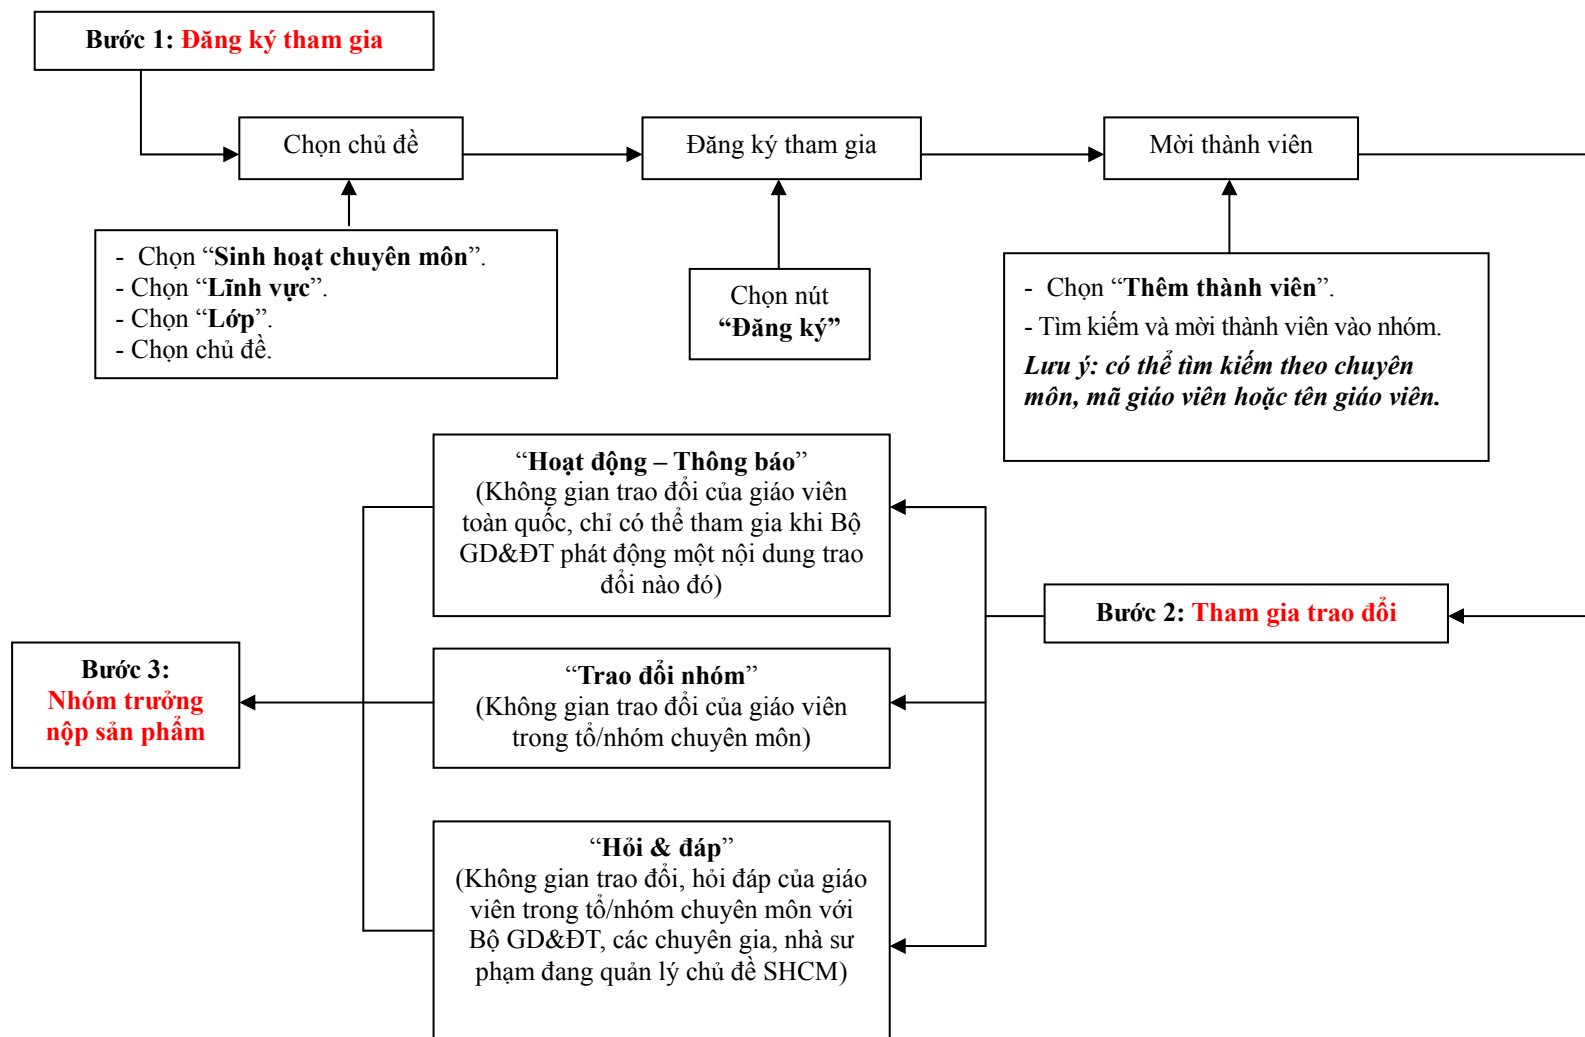 Bước 1: Đăng ký tham gia
Chọn chủ đề
Đăng ký tham gia
Mời thành viên
- Chọn “Sinh hoạt chuyên môn”.
- Chọn “Lĩnh vực”.
- Chọn “Lớp”.
- Chọn chủ đề.
Chọn nút
“Đăng ký”
- Chọn “Thêm thành viên”.
- Tìm kiếm và mời thành viên vào nhóm.
Lưu ý: có thể tìm kiếm theo chuyên
môn, mã giáo viên hoặc tên giáo viên.
“Hoạt động – Thông báo”
(Không gian trao đổi của giáo viên
toàn quốc, chỉ có thể tham gia khi Bộ
GD&ĐT phát động một nội dung trao
đổi nào đó)
Bước 2: Tham gia trao đổi
“Trao đổi nhóm”
(Không gian trao đổi của giáo viên
trong tổ/nhóm chuyên môn)
Bước 3:
Nhóm trưởng
nộp sản phẩm
“Hỏi & đáp”
(Không gian trao đổi, hỏi đáp của giáo
viên trong tổ/nhóm chuyên môn với
Bộ GD&ĐT, các chuyên gia, nhà sư
phạm đang quản lý chủ đề SHCM)